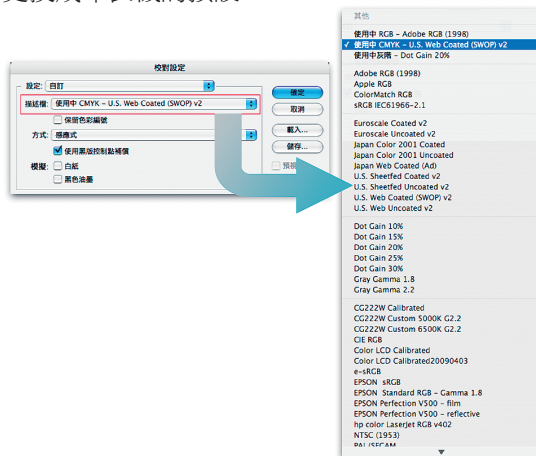 校對設定
設定: 自訂
描述檔: 使用中 CMYK - U.S. Web Coated (SWOP) v2
保留色彩編號
方式: 感應式
使用黑版控制點補償
模擬: 白紙
黑色油墨
確定
取消
載入...
儲存...
其他
使用中 RGB - Adobe RGB (1998)
✓ 使用中 CMYK - U.S. Web Coated (SWOP) v2
使用中灰階 - Dot Gain 20%
Adobe RGB (1998)
Apple RGB
ColorMatch RGB
sRGB IEC61966-2.1
Euroscale Coated v2
Euroscale Uncoated v2
Japan Color 2001 Coated
Japan Color 2001 Uncoated
Japan Web Coated (Ad)
U.S. Sheetfed Coated v2
U.S. Sheetfed Uncoated v2
U.S. Web Coated (SWOP) v2
U.S. Web Uncoated v2
Dot Gain 10%
Dot Gain 15%
Dot Gain 20%
Dot Gain 25%
Dot Gain 30%
Gray Gamma 1.8
Gray Gamma 2.2
CG222W Calibrated
CG222W Custom 5000K G2.2
CG222W Custom 6500K G2.2
CIE RGB
Color LCD Calibrated
Color LCD Calibrated20090403
e-sRGB
EPSON sRGB
EPSON Standard RGB - Gamma 1.8
EPSON Perfection V500 - film
EPSON Perfection V500 - reflective
hp color LaserJet RGB v402
NTSC (1953)
PAL/SECAM